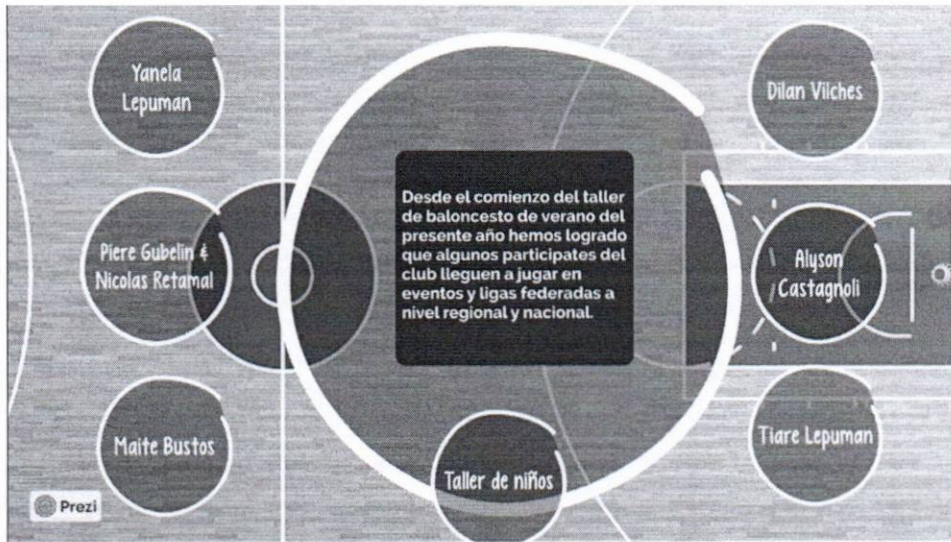 Yanela
Lepuman
Dilan Vilches
Desde el comienzo del taller
de baloncesto de verano del
presente año hemos logrado
que algunos participates del
club lleguen a jugar en
eventos y ligas federadas a
nivel regional y nacional.
Piere Gubelin &
Nicolas Retamal
Alyson
Castagnoli
Maite Bustos
Taller de niños
Tiare Lepuman
Prezi